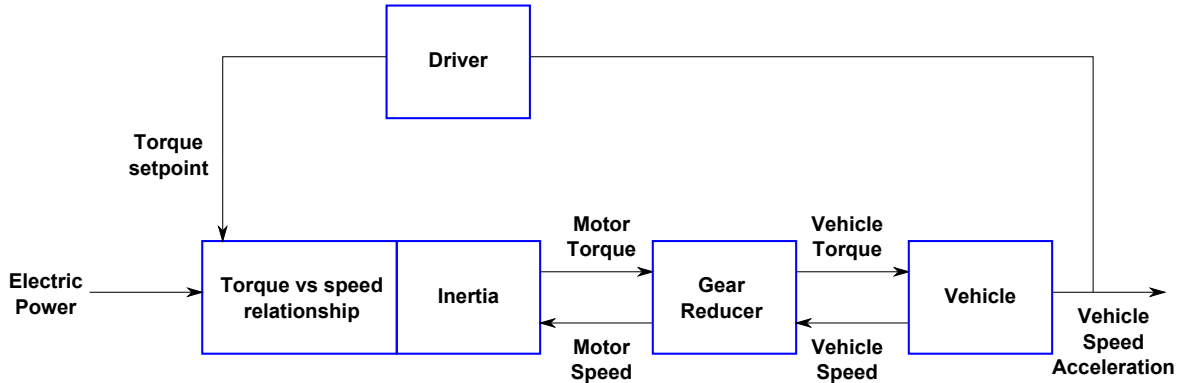 Driver
Torque
setpoint
Motor
Torque
Vehicle
Torque
Electric
Power
Torque vs speed
relationship
Inertia
Gear
Reducer
Vehicle
Motor
Speed
Vehicle
Speed
Vehicle
Speed
Acceleration